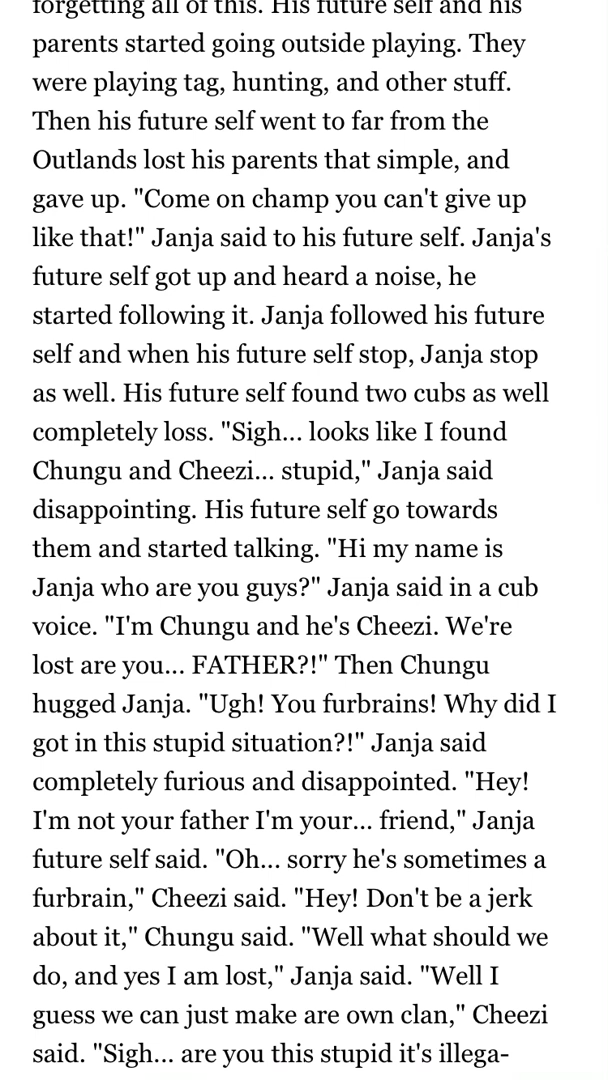 forgetting all of this. His future self and his
parents started going outside playing. They
were playing tag, hunting, and other stuff.
Then his future self went to far from the
Outlands lost his parents that simple, and
gave up. "Come on champ you can't give up
like that!" Janja said to his future self. Janja's
future self got up and heard a noise, he
started following it. Janja followed his future
self and when his future self stop, Janja stop
as well. His future self found two cubs as well
completely loss. "Sigh... looks like I found
Chungu and Cheezi... stupid," Janja said
disappointing. His future self go towards
them and started talking. "Hi my name is
Janja who are you guys?" Janja said in a cub
voice. "I'm Chungu and he's Cheezi. We're
lost are you... FATHER?!" Then Chungu
hugged Janja. "Ugh! You furbrains! Why did I
got in this stupid situation?!" Janja said
completely furious and disappointed. "Hey!
I'm not your father I'm your... friend," Janja
future self said. "Oh... sorry he's sometimes a
furbrain," Cheezi said. "Hey! Don't be a jerk
about it," Chungu said. "Well what should we
do, and yes I am lost," Janja said. "Well I
guess we can just make are own clan," Cheezi
said. "Sigh... are you this stupid it's illega-